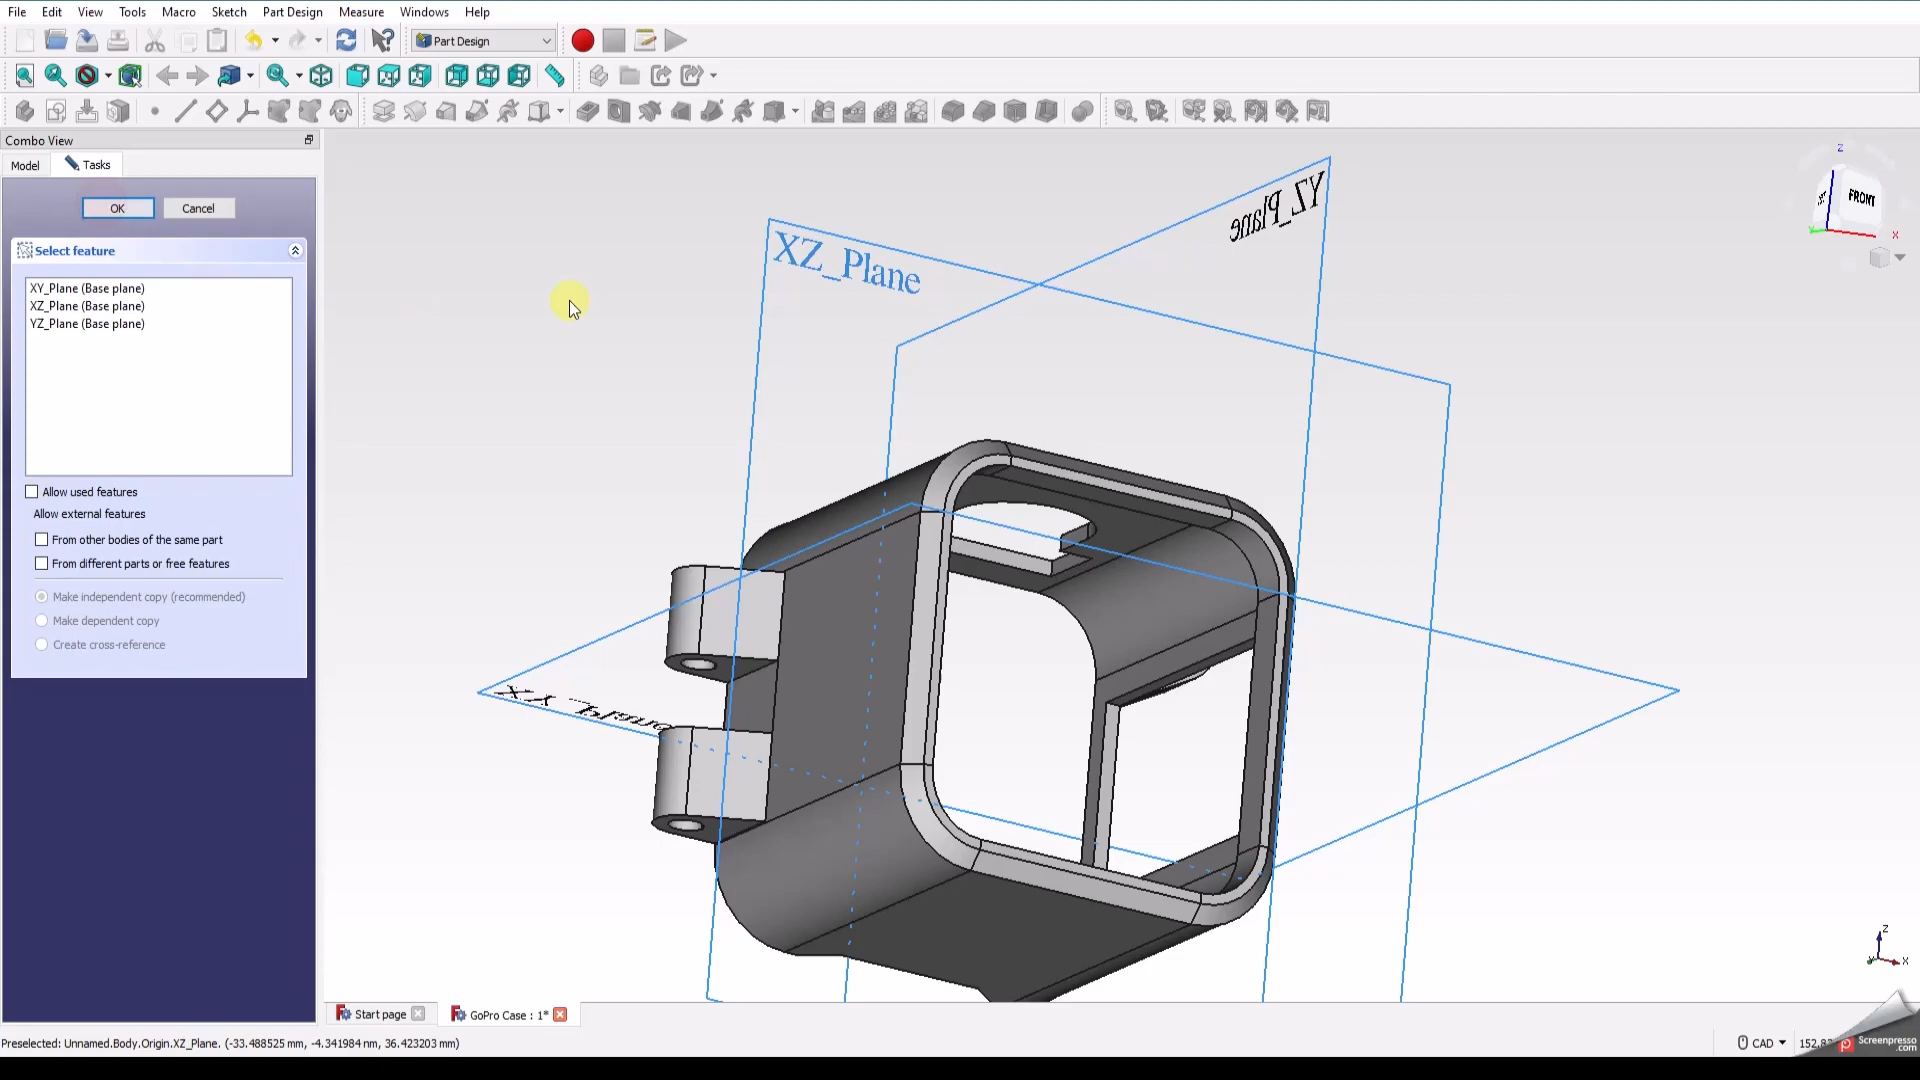 File Edit View Tools Macro Sketch Part Design Measure Windows Help
Part Design
Combo View
Model Tasks
OK Cancel
Select feature
XY_Plane (Base plane)
XZ_Plane (Base plane)
YZ_Plane (Base plane)
Allow used features
Allow external features
From other bodies of the same part
From different parts or free features
Make independent copy (recommended)
Make dependent copy
Create cross-reference
XZ_Plane
YZ_Plane
Z
FRONT
Y
X
Z
X
Start page
GoPro Case : 1*
Preselected: Unnamed.Body.Origin.XZ_Plane. (-33.488525 mm, -4.341984 nm, 36.423203 mm)
CAD
Screenpresso
.com